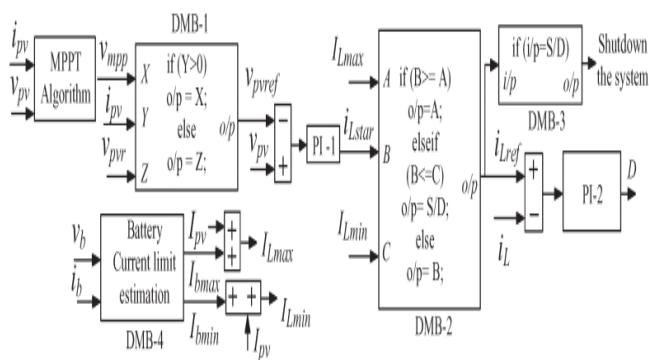 DMB-1
i_pv
v_pv
MPPT
Algorithm
v_mpp
i_pv
v_pvr
X
Y
Z
if (Y>0)
o/p = X;
else
o/p = Z;
o/p
v_pvref
v_pv
−
+
PI -1
i_Lstar
I_Lmax
I_Lmin
A
B
C
if (B>= A)
o/p=A;
elseif
(B<=C)
o/p= S/D;
else
o/p= B;
o/p
DMB-2
if (i/p=S/D)
i/p
o/p
DMB-3
Shutdown
the system
i_Lref
i_L
+
−
PI-2
D
v_b
i_b
Battery
Current limit
estimation
DMB-4
I_pv
I_bmax
+
+
I_Lmax
I_bmin
+ +
I_Lmin
I_pv